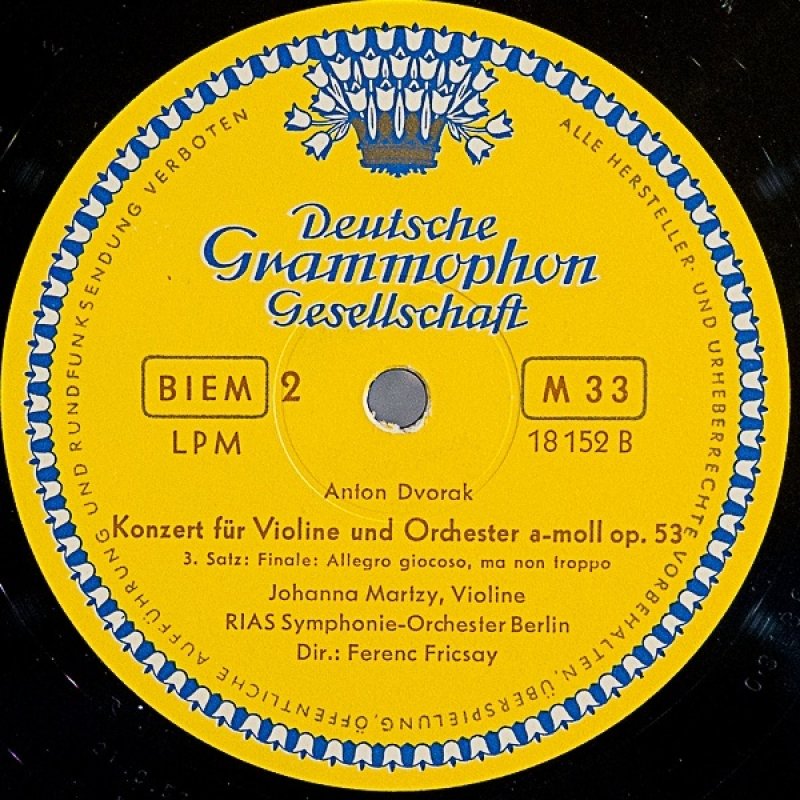 Deutsche
Grammophon
Gesellschaft
BIEM 2 M 33
LPM 18 152 B
Anton Dvorak
Konzert für Violine und Orchester a-moll op. 53
3. Satz: Finale: Allegro giocoso, ma non troppo
Johanna Martzy, Violine
RIAS Symphonie-Orchester Berlin
Dir.: Ferenc Fricsay
ALLE HERSTELLER- UND URHEBERRECHTE VORBEHALTEN, ÜBERSPIELUNG, ÖFFENTLICHE AUFFÜHRUNG UND RUNDFUNKSENDUNG VERBOTEN